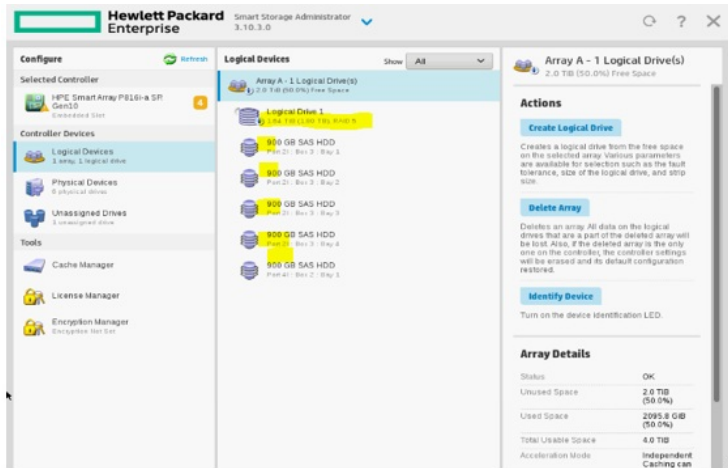 Hewlett Packard
Enterprise
Smart Storage Administrator
3.10.3.0
?
Configure
Refresh
Selected Controller
HPE Smart Array P816i-a SR
Gen10
Embedded Slot
4
Controller Devices
Logical Devices
1 array, 1 logical drive
Physical Devices
6 physical drives
Unassigned Drives
1 unassigned drive
Tools
Cache Manager
License Manager
Encryption Manager
Encryption Not Set
Logical Devices
Show
All
Array A - 1 Logical Drive(s)
2.0 TiB (50.0%) Free Space
Logical Drive 1
1.64 TiB (1.80 TB), RAID 5
900 GB SAS HDD
Port 2I : Box 3 : Bay 1
900 GB SAS HDD
Port 2I : Box 3 : Bay 2
900 GB SAS HDD
Port 2I : Box 3 : Bay 3
900 GB SAS HDD
Port 2I : Box 3 : Bay 4
900 GB SAS HDD
Port 4I : Box 2 : Bay 1
Array A - 1 Logical Drive(s)
2.0 TiB (50.0%) Free Space
Actions
Create Logical Drive
Creates a logical drive from the free space
on the selected array. Various parameters
are available for selection such as the fault
tolerance, size of the logical drive, and strip
size.
Delete Array
Deletes an array. All data on the logical
drives that are a part of the deleted array will
be lost. Also, if the deleted array is the only
one on the controller, the controller settings
will be erased and its default configuration
restored.
Identify Device
Turn on the device identification LED.
Array Details
Status
OK
Unused Space
2.0 TiB
(50.0%)
Used Space
2095.8 GiB
(50.0%)
Total Usable Space
4.0 TiB
Acceleration Mode
Independent
Caching can